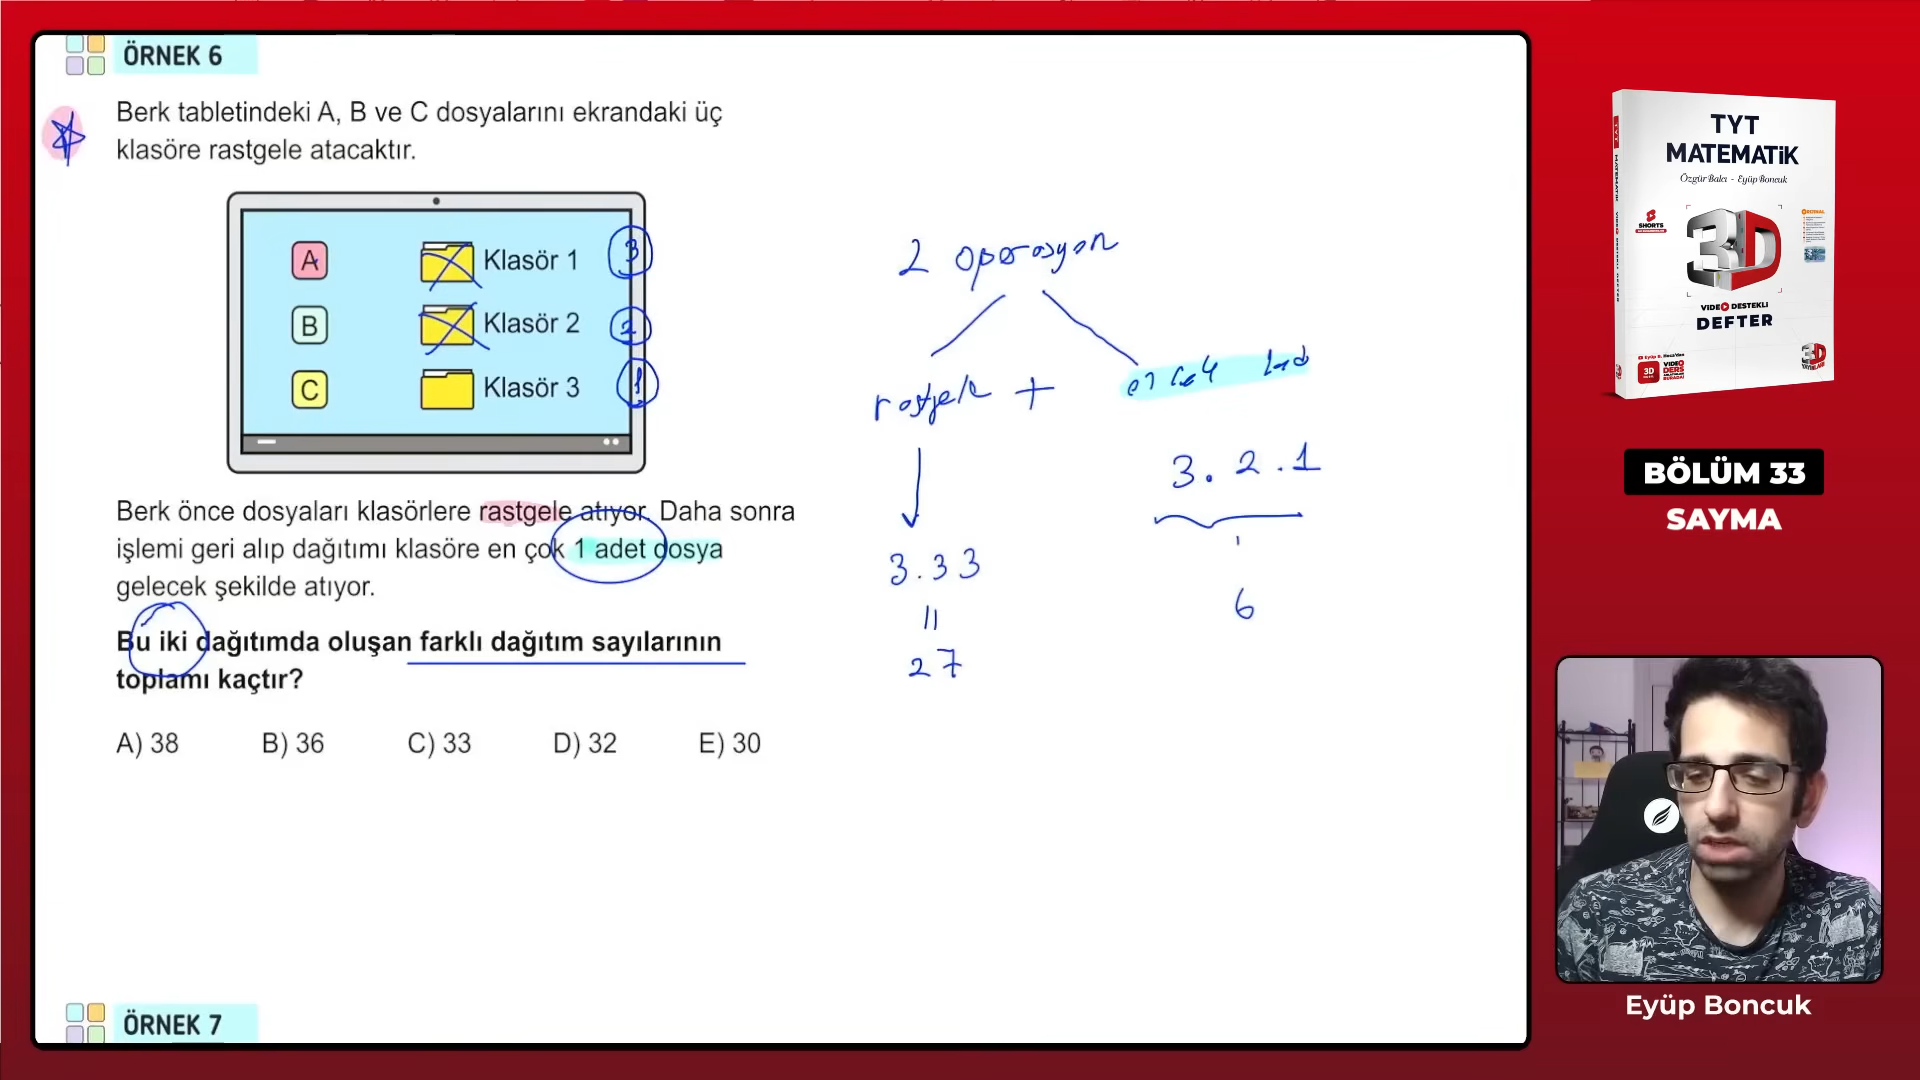 ÖRNEK 6
Berk tabletindeki A, B ve C dosyalarını ekrandaki üç
klasöre rastgele atacaktır.
A
Klasör 1
3
B
Klasör 2
2
C
Klasör 3
1
Berk önce dosyaları klasörlere rastgele atıyor. Daha sonra
işlemi geri alıp dağıtımı klasöre en çok 1 adet dosya
gelecek şekilde atıyor.
Bu iki dağıtımda oluşan farklı dağıtım sayılarının
toplamı kaçtır?
A) 38 B) 36 C) 33 D) 32 E) 30
2 operasyon
rastgele +
3.2.1
6
3.33
27
ÖRNEK 7
TYT
MATEMATİK
Özgür Balcı - Eyüp Boncuk
SHORTS
3D
VIDEO DESTEKLİ
DEFTER
BÖLÜM 33
SAYMA
Eyüp Boncuk